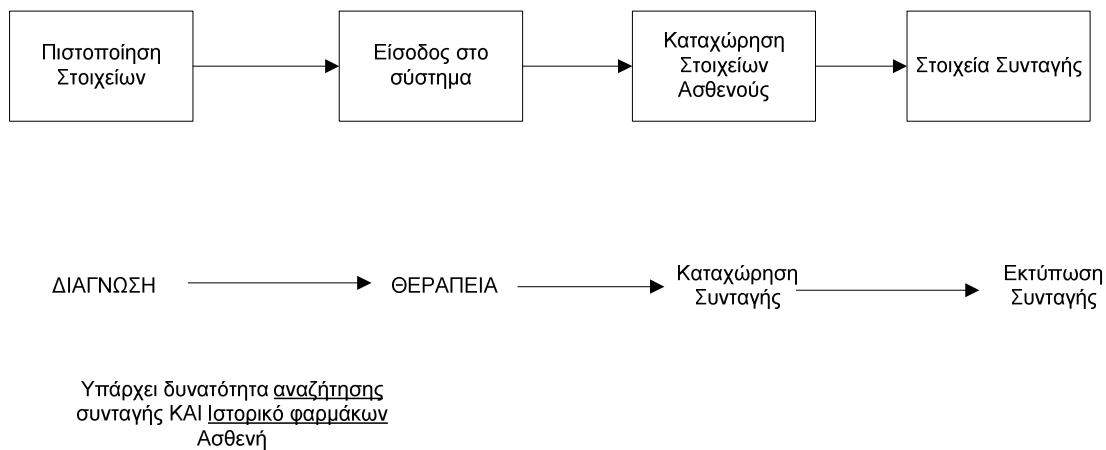 Πιστοποίηση
Στοιχείων
Είσοδος στο
σύστημα
Καταχώρηση
Στοιχείων
Ασθενούς
Στοιχεία Συνταγής
ΔΙΑΓΝΩΣΗ
ΘΕΡΑΠΕΙΑ
Καταχώρηση
Συνταγής
Εκτύπωση
Συνταγής
Υπάρχει δυνατότητα αναζήτησης
συνταγής ΚΑΙ Ιστορικό φαρμάκων
Ασθενή